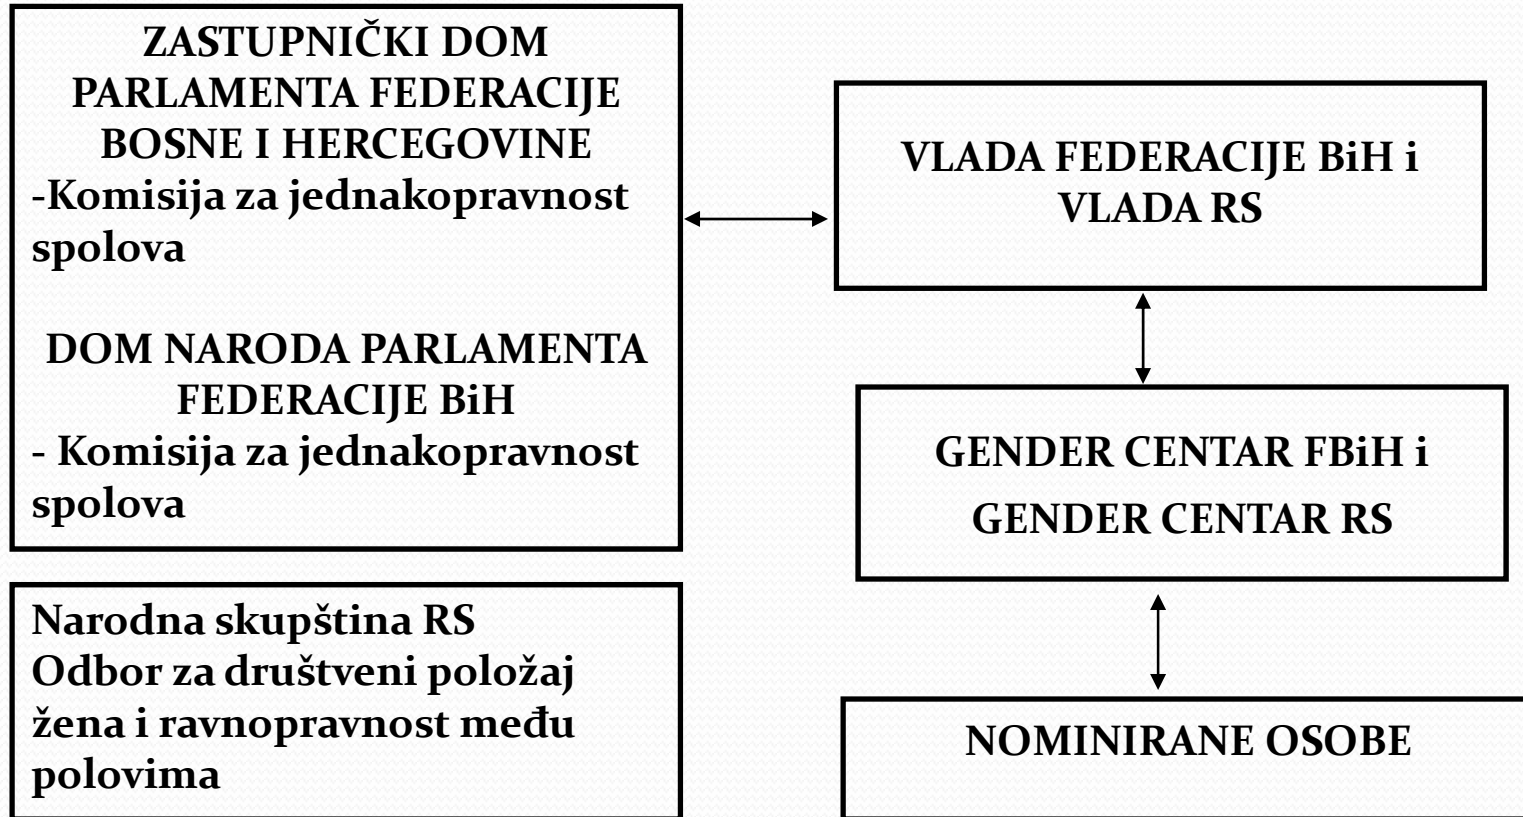 ZASTUPNIČKI DOM
PARLAMENTA FEDERACIJE
BOSNE I HERCEGOVINE
-Komisija za jednakopravnost
spolova
DOM NARODA PARLAMENTA
FEDERACIJE BiH
- Komisija za jednakopravnost
spolova
Narodna skupština RS
Odbor za društveni položaj
žena i ravnopravnost među
polovima
VLADA FEDERACIJE BiH i
VLADA RS
GENDER CENTAR FBiH i
GENDER CENTAR RS
NOMINIRANE OSOBE